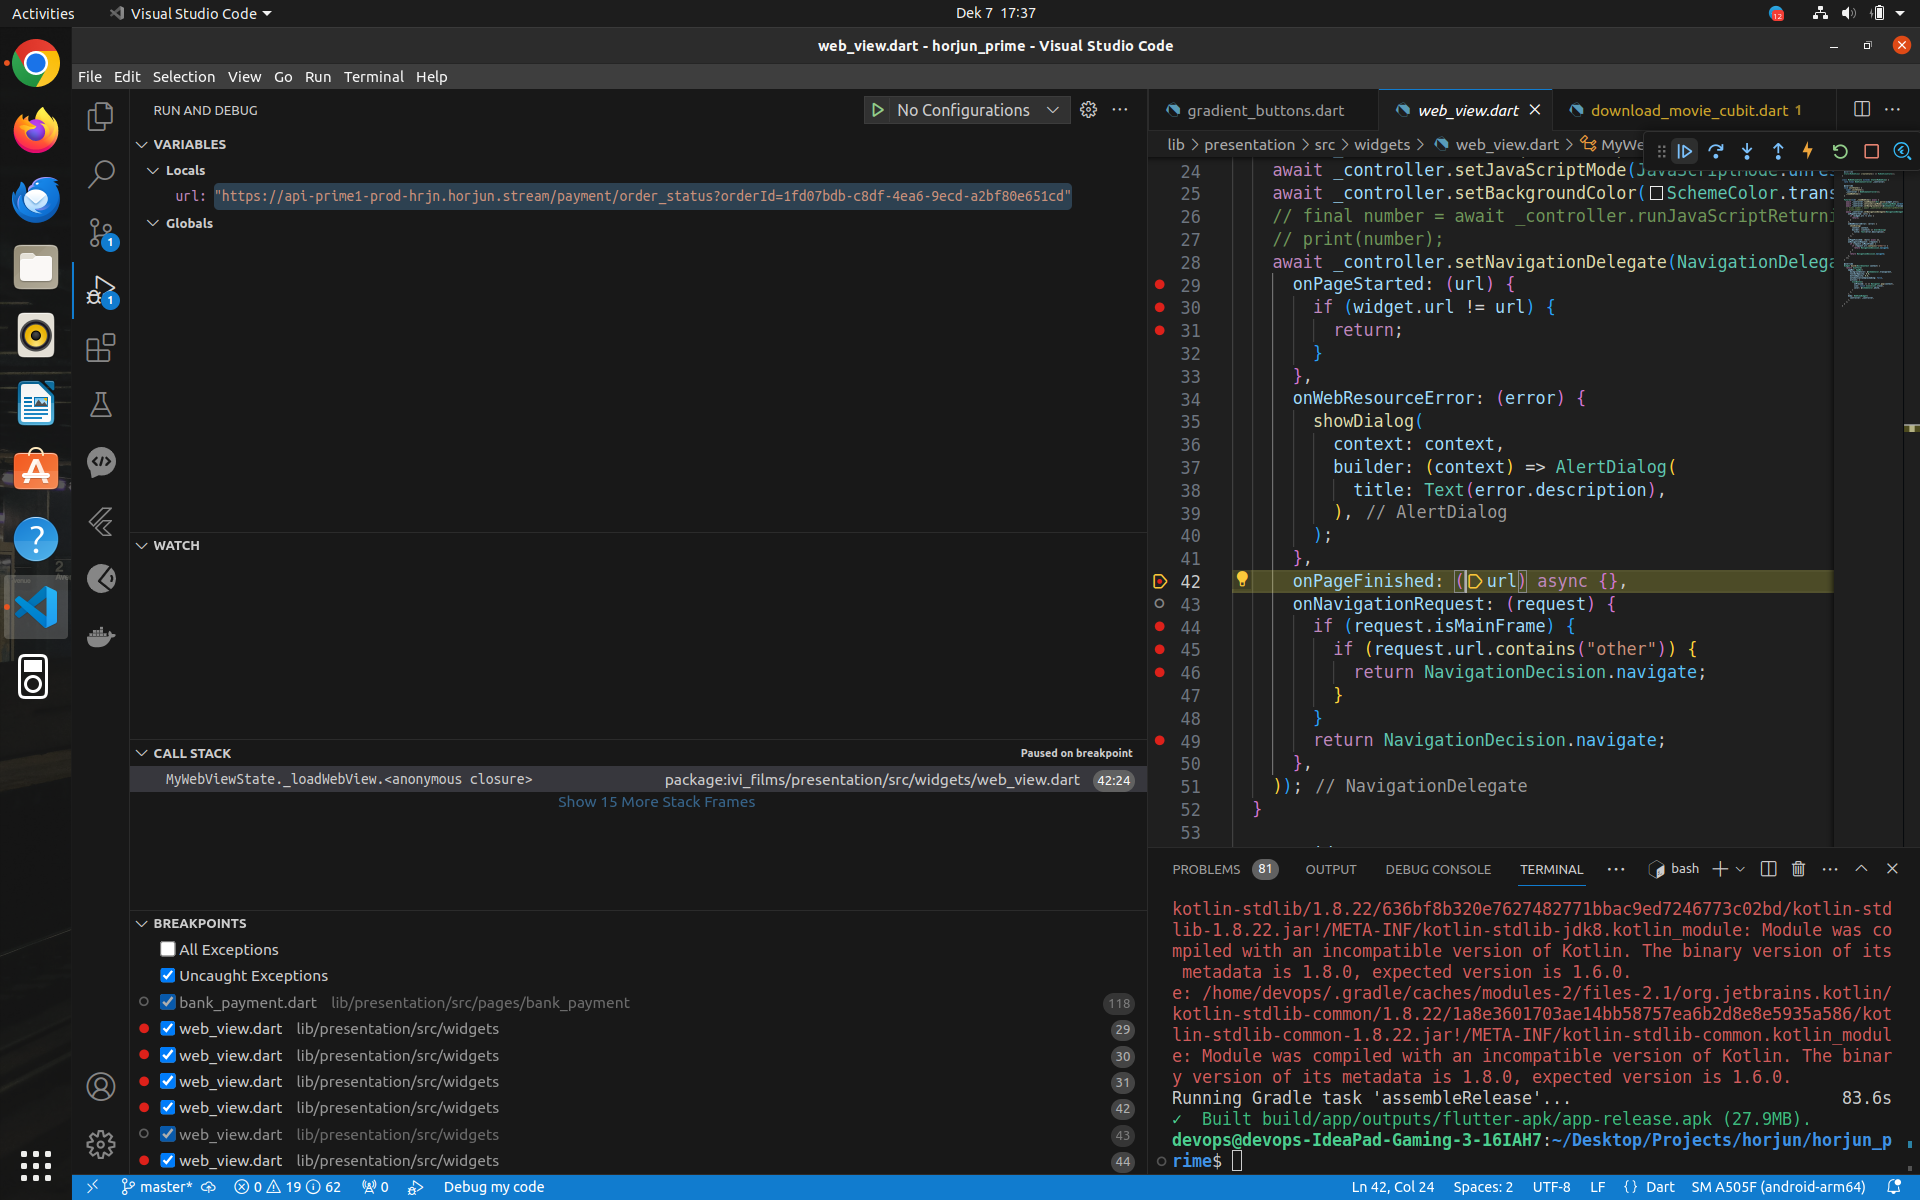 Activities
Visual Studio Code
Dek 7 17:37
12
web_view.dart - horjun_prime - Visual Studio Code
File Edit Selection View Go Run Terminal Help
RUN AND DEBUG
No Configurations
VARIABLES
Locals
url: "https://api-prime1-prod-hrjn.horjun.stream/payment/order_status?orderId=1fd07bdb-c8df-4ea6-9ecd-a2bf80e651cd"
Globals
1
1
WATCH
CALL STACK
Paused on breakpoint
MyWebViewState._loadWebView.<anonymous closure> package:ivi_films/presentation/src/widgets/web_view.dart 42:24
Show 15 More Stack Frames
BREAKPOINTS
All Exceptions
Uncaught Exceptions
bank_payment.dart lib/presentation/src/pages/bank_payment 118
web_view.dart lib/presentation/src/widgets 29
web_view.dart lib/presentation/src/widgets 30
web_view.dart lib/presentation/src/widgets 31
web_view.dart lib/presentation/src/widgets 42
web_view.dart lib/presentation/src/widgets 43
web_view.dart lib/presentation/src/widgets 44
gradient_buttons.dart web_view.dart download_movie_cubit.dart 1
lib > presentation > src > widgets > web_view.dart > MyWe
24 await _controller.setJavaScriptMode(JavaScriptMode.unres
25 await _controller.setBackgroundColor(SchemeColor.trans
26 // final number = await _controller.runJavaScriptReturni
27 // print(number);
28 await _controller.setNavigationDelegate(NavigationDelega
29 onPageStarted: (url) {
30 if (widget.url != url) {
31 return;
32 }
33 },
34 onWebResourceError: (error) {
35 showDialog(
36 context: context,
37 builder: (context) => AlertDialog(
38 title: Text(error.description),
39 ), // AlertDialog
40 );
41 },
42 onPageFinished: (url) async {},
43 onNavigationRequest: (request) {
44 if (request.isMainFrame) {
45 if (request.url.contains("other")) {
46 return NavigationDecision.navigate;
47 }
48 }
49 return NavigationDecision.navigate;
50 },
51 )); // NavigationDelegate
52 }
53
PROBLEMS 81 OUTPUT DEBUG CONSOLE TERMINAL
bash
kotlin-stdlib/1.8.22/636bf8b320e7627482771bbac9ed7246773c02bd/kotlin-std
lib-1.8.22.jar!/META-INF/kotlin-stdlib-jdk8.kotlin_module: Module was co
mpiled with an incompatible version of Kotlin. The binary version of its
metadata is 1.8.0, expected version is 1.6.0.
e: /home/devops/.gradle/caches/modules-2/files-2.1/org.jetbrains.kotlin/
kotlin-stdlib-common/1.8.22/1a8e3601703ae14bb58757ea6b2d8e8e5935a586/kot
lin-stdlib-common-1.8.22.jar!/META-INF/kotlin-stdlib-common.kotlin_modul
e: Module was compiled with an incompatible version of Kotlin. The binar
y version of its metadata is 1.8.0, expected version is 1.6.0.
Running Gradle task 'assembleRelease'... 83.6s
✓ Built build/app/outputs/flutter-apk/app-release.apk (27.9MB).
devops@devops-IdeaPad-Gaming-3-16IAH7:~/Desktop/Projects/horjun/horjun_p
rime$
master* 0 19 62 0 Debug my code
Ln 42, Col 24 Spaces: 2 UTF-8 LF {} Dart SM A505F (android-arm64)